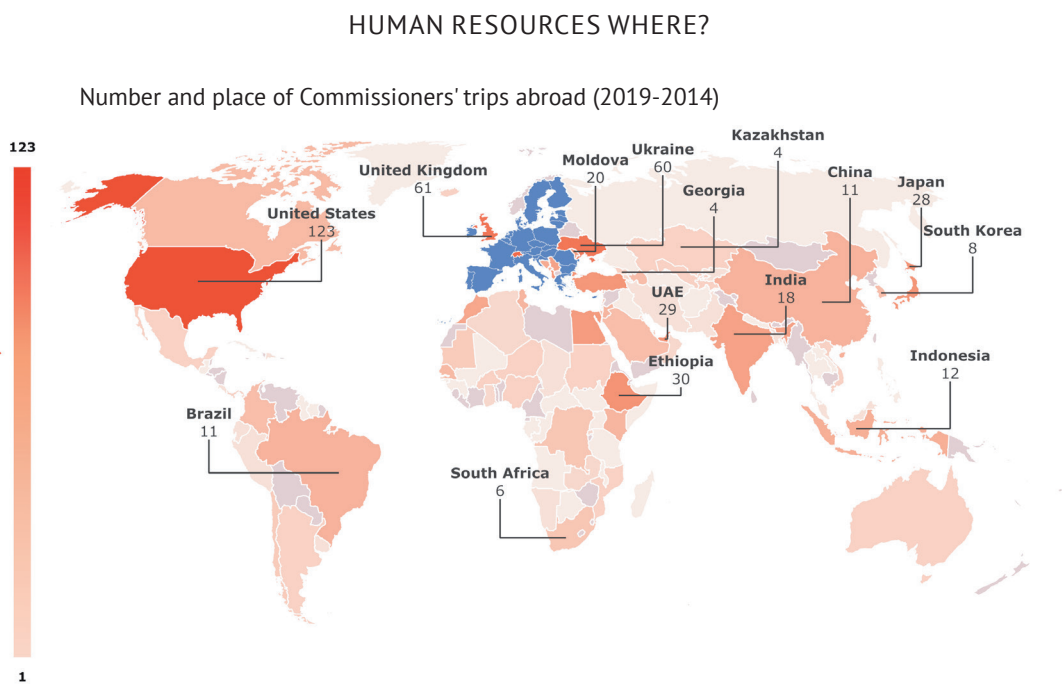 HUMAN RESOURCES WHERE?
Number and place of Commissioners' trips abroad (2019-2014)
123
Kazakhstan
4
Ukraine
60
Moldova
20
United Kingdom
61
China
11
Japan
28
Georgia
4
United States
123
South Korea
8
India
18
UAE
29
Indonesia
12
Ethiopia
30
Brazil
11
South Africa
6
1